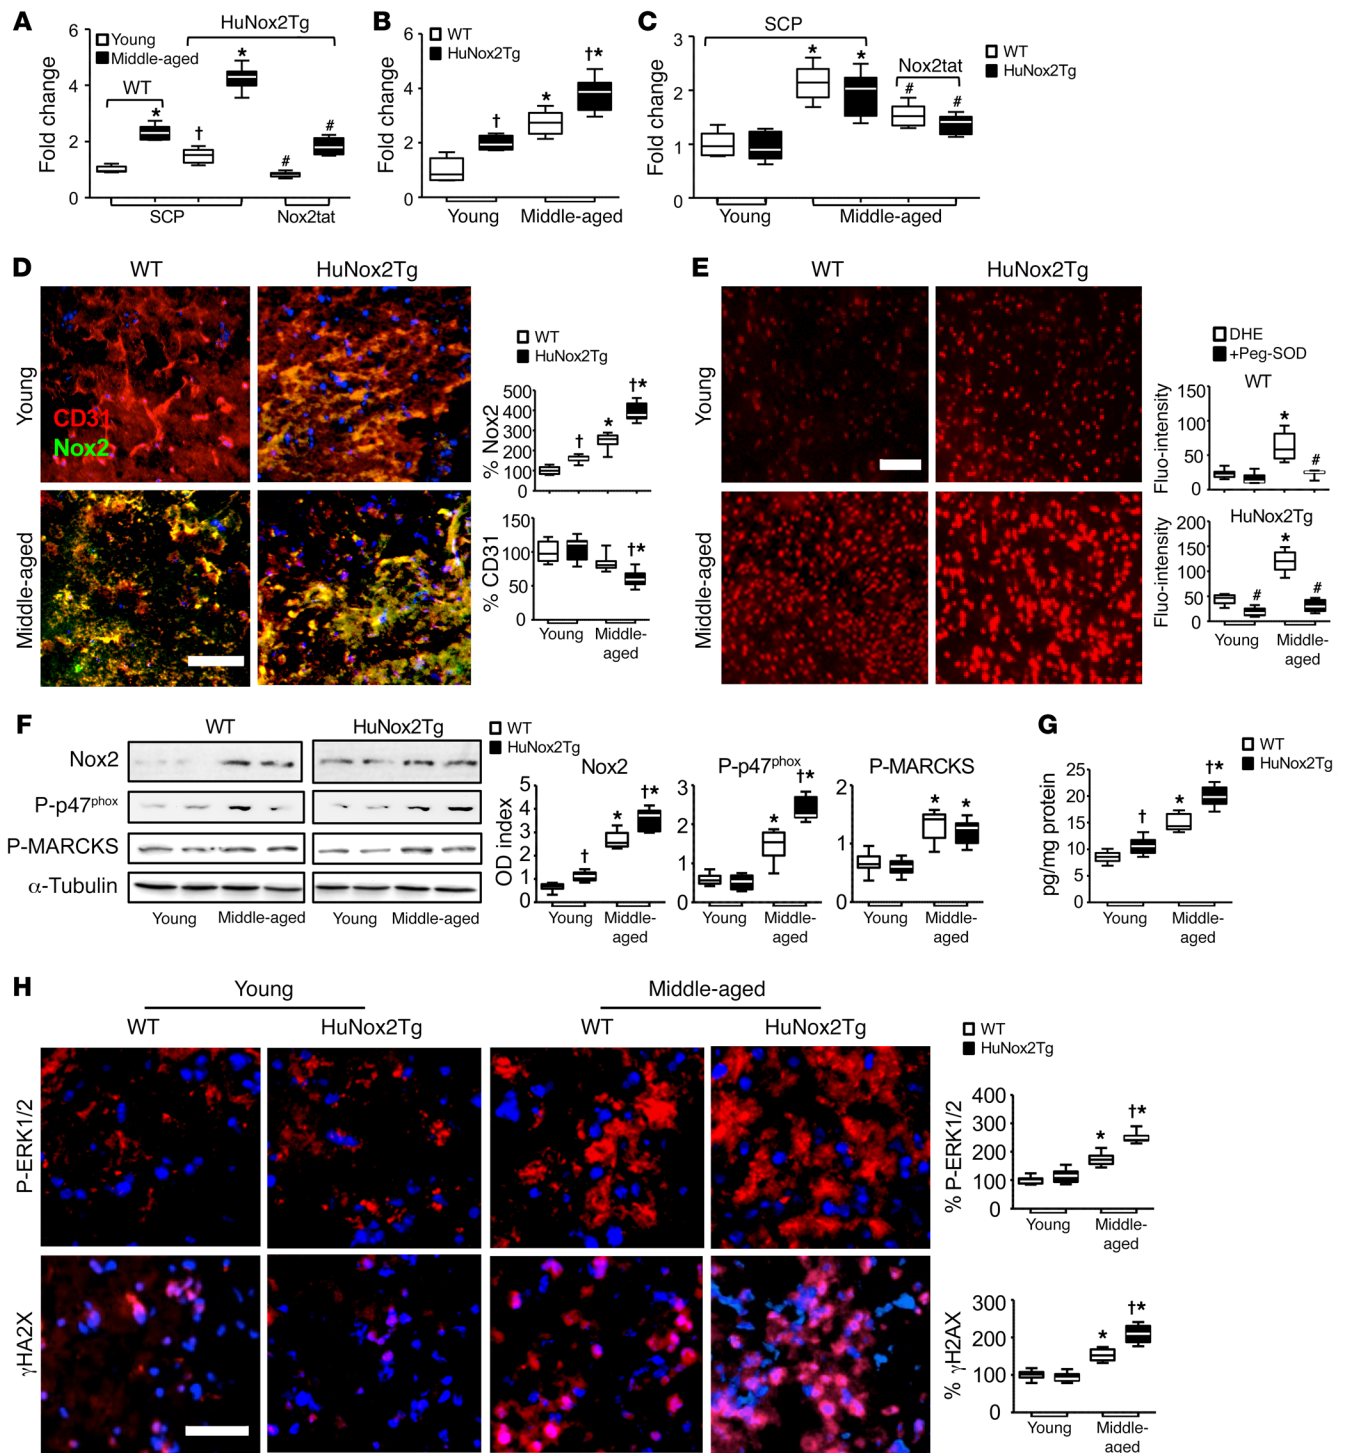 A
HuNox2Tg
Young
Middle-aged
WT
Fold change
6
4
2
0
*
†
*
#
#
SCP
Nox2tat
B
WT
HuNox2Tg
Fold change
6
4
2
0
†
*
†*
Young
Middle-aged
C
SCP
WT
HuNox2Tg
Nox2tat
Fold change
3
2
1
0
*
*
#
#
Young
Middle-aged
D
WT
HuNox2Tg
Young
CD31
Nox2
Middle-aged
WT
HuNox2Tg
% Nox2
500
400
300
200
100
0
†
*
†*
% CD31
150
100
50
0
†*
Young
Middle-
aged
E
WT
HuNox2Tg
Young
Middle-aged
DHE
+Peg-SOD
WT
Fluo-intensity
150
100
50
0
*
#
HuNox2Tg
Fluo-intensity
200
150
100
50
0
#
*
#
Young
Middle-
aged
F
WT
HuNox2Tg
Nox2
P-p47phox
P-MARCKS
α-Tubulin
Young
Middle-aged
Young
Middle-aged
WT
HuNox2Tg
Nox2
OD index
5
4
3
2
1
0
†
*
†*
Young
Middle-
aged
P-p47phox
3
2
1
0
*
†*
Young
Middle-
aged
P-MARCKS
2
1
0
*
*
Young
Middle-
aged
G
WT
HuNox2Tg
pg/mg protein
25
20
15
10
5
0
†
*
†*
Young
Middle-
aged
H
Young
Middle-aged
WT
HuNox2Tg
WT
HuNox2Tg
P-ERK1/2
γHA2X
WT
HuNox2Tg
% P-ERK1/2
400
300
200
100
0
*
†*
Young
Middle-
aged
% γH2AX
300
200
100
0
*
†*
Young
Middle-
aged